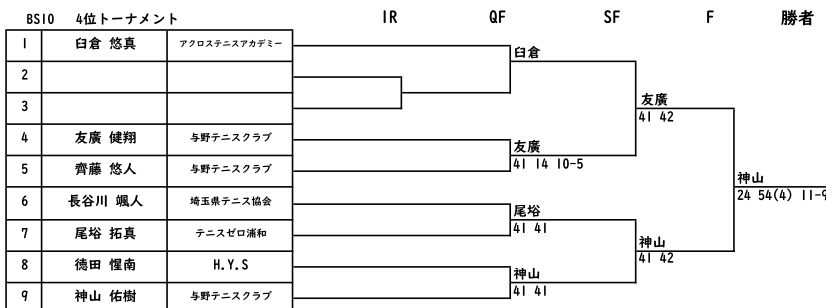 BS10 4位トーナメント 1R QF SF F 勝者
1 臼倉 悠真 アクロステニスアカデミー
臼倉
2
友廣
3
41 42
4 友廣 健翔 与野テニスクラブ
友廣
5 齊藤 悠人 与野テニスクラブ
41 14 10-5
神山
6 長谷川 颯人 埼玉県テニス協会
24 54(4) 11-9
尾㟁
7 尾㟁 拓真 テニスゼロ浦和
41 41
神山
8 徳田 惺南 H.Y.S
41 42
神山
9 神山 佑樹 与野テニスクラブ
41 41